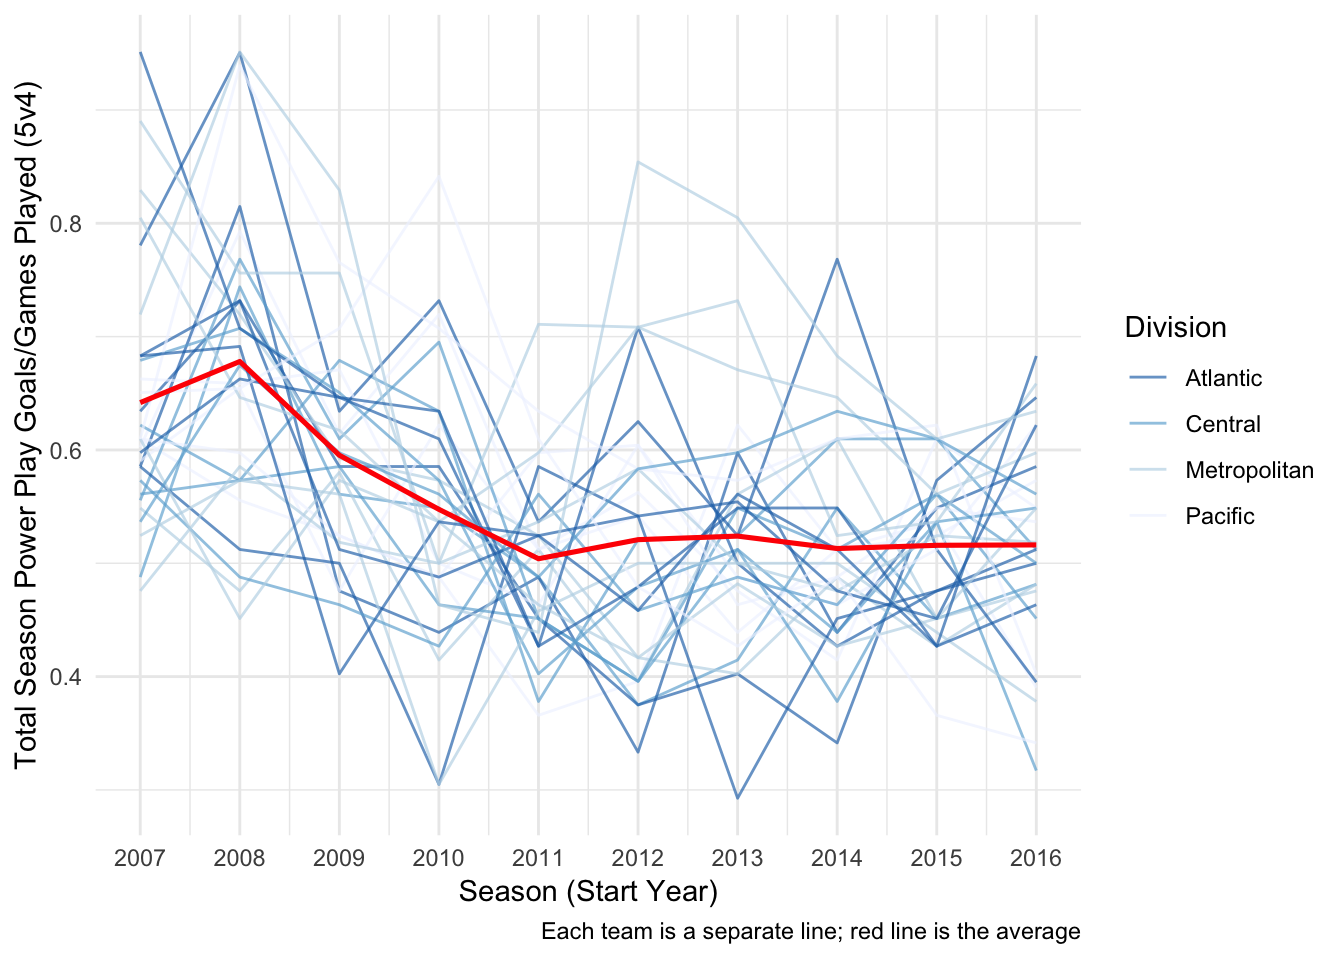 Total Season Power Play Goals/Games Played (5v4)
0.8
0.6
0.4
2007 2008 2009 2010 2011 2012 2013 2014 2015 2016
Season (Start Year)
Each team is a separate line; red line is the average
Division
Atlantic
Central
Metropolitan
Pacific